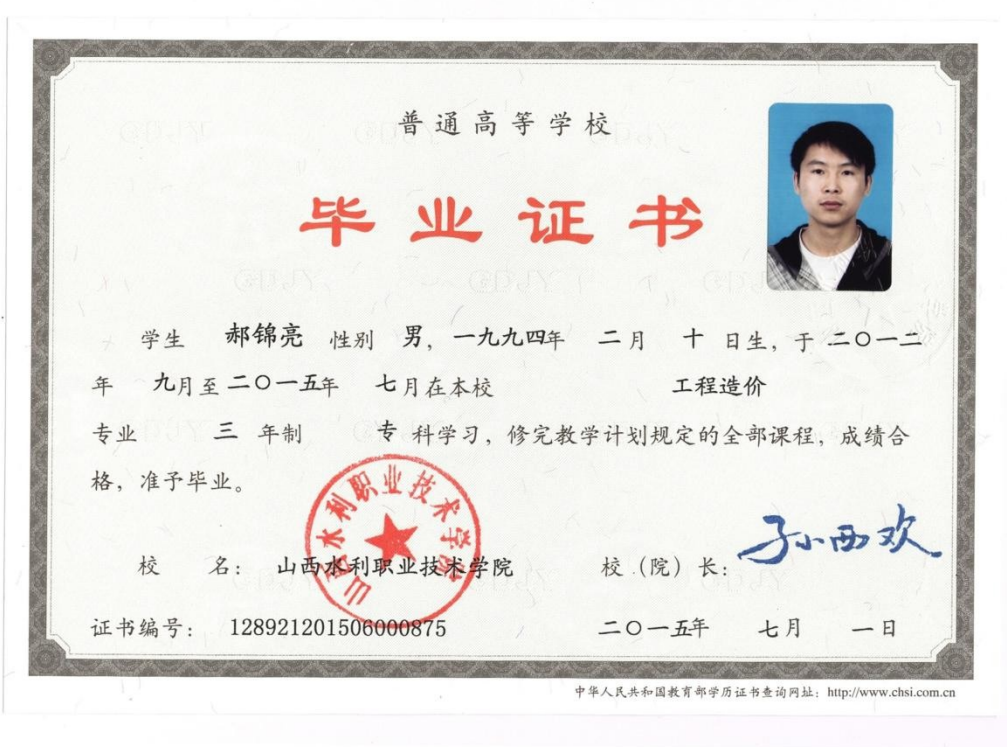 普通高等学校
毕业证书
学生 郝锦亮 性别 男，一九九四年 二月 十日生，于二〇一二
年 九月至二〇一五年 七月在本校 工程造价
专业 三年制 专科学习，修完教学计划规定的全部课程，成绩合
格，准予毕业。
山西水利职业技术学院
校 名：山西水利职业技术学院 校（院）长：孙西欢
证书编号：128921201506000875 二〇一五年 七月 一日
中华人民共和国教育部学历证书查询网址：http://www.chsi.com.cn